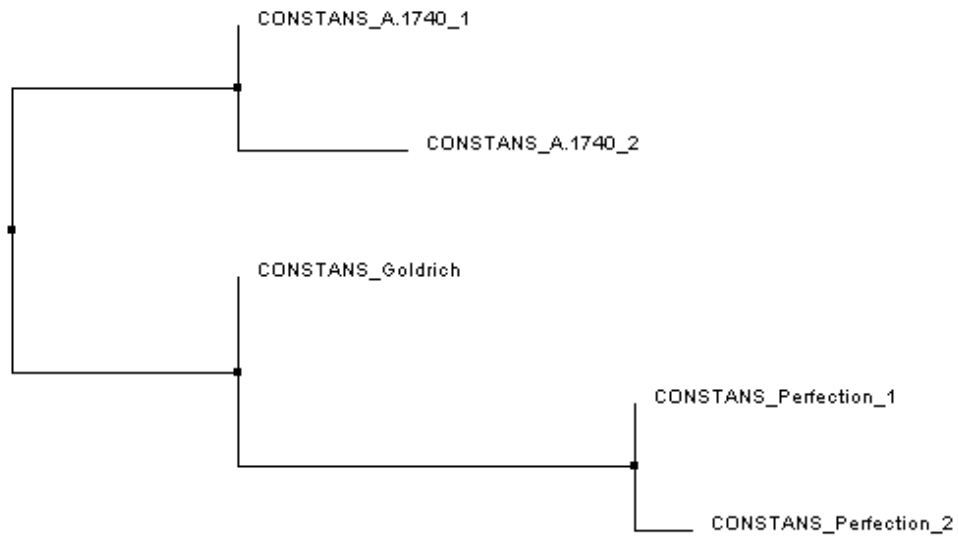 CONSTANS_A.1740_1
CONSTANS_A.1740_2
CONSTANS_Goldrich
CONSTANS_Perfection_1
CONSTANS_Perfection_2